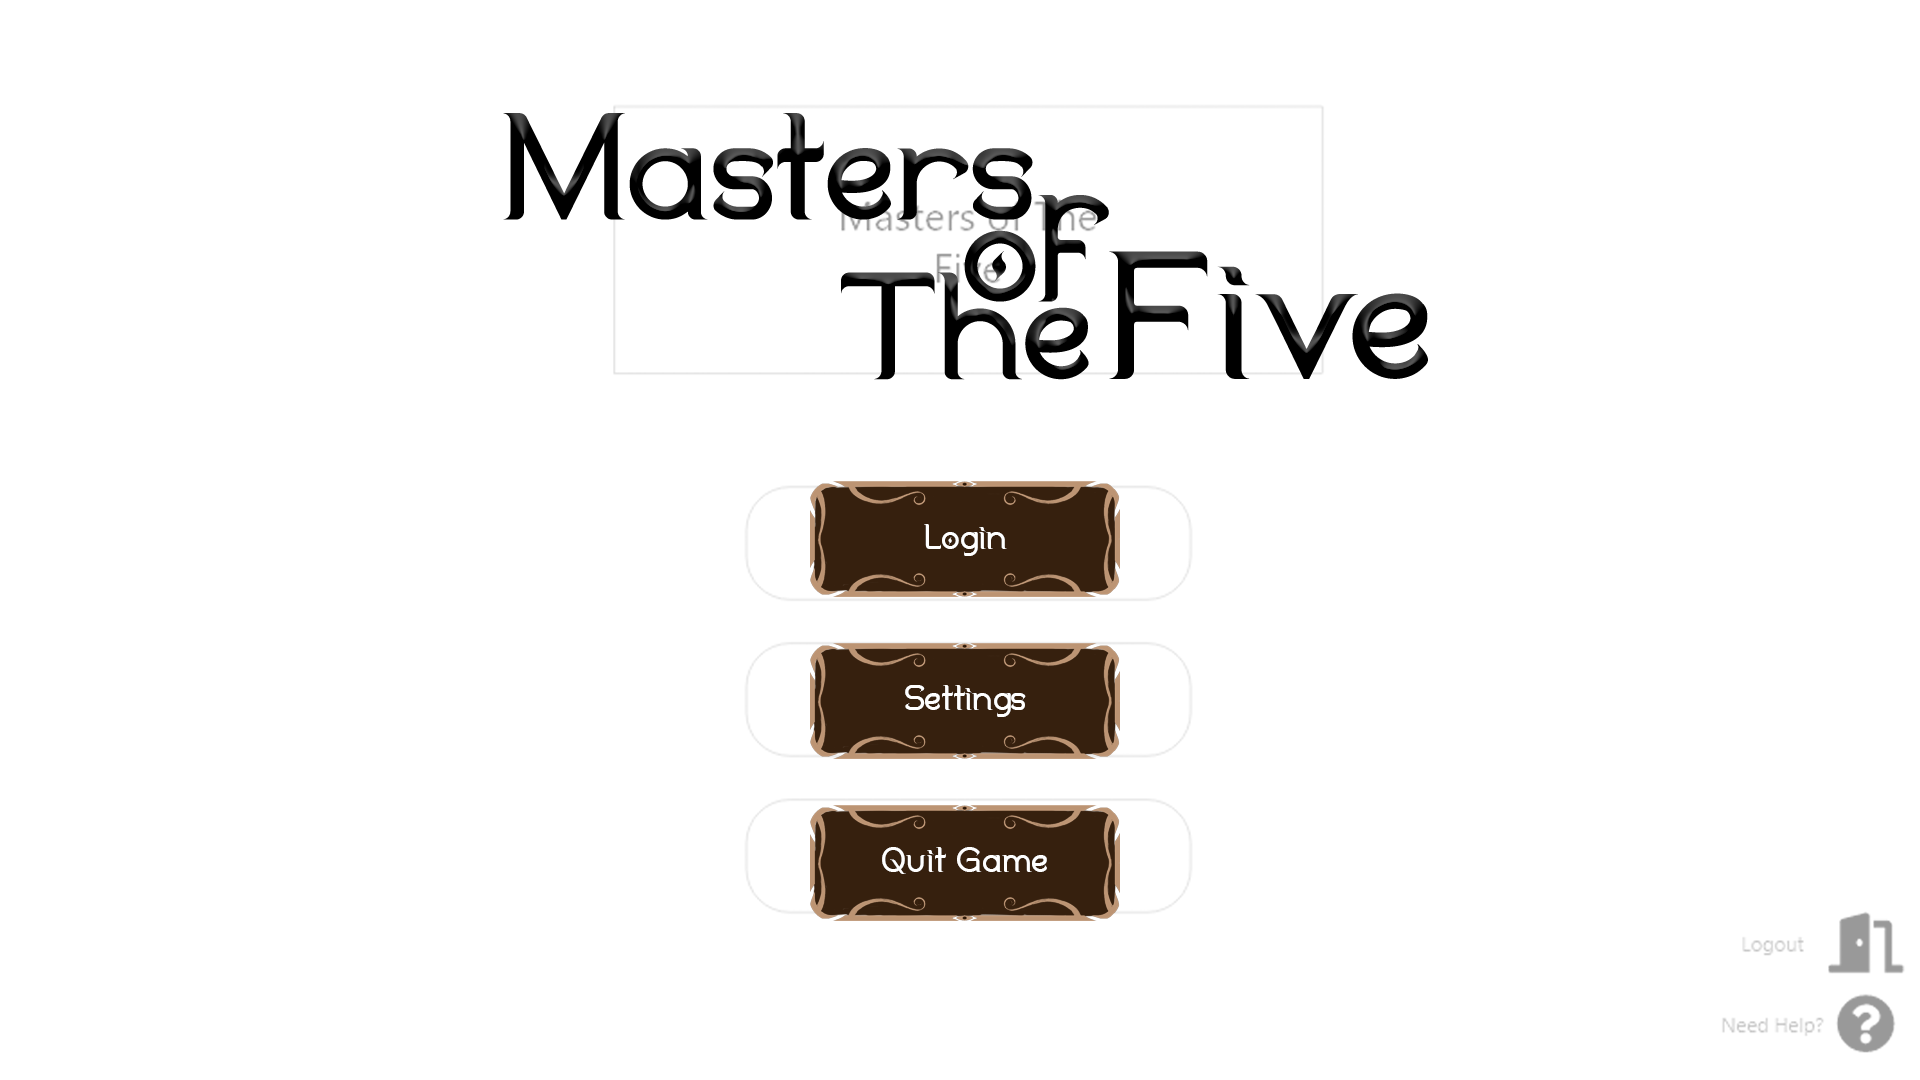 Masters
of
The Five
Masters of The
Five
Login
Settings
Quit Game
Logout
Need Help?